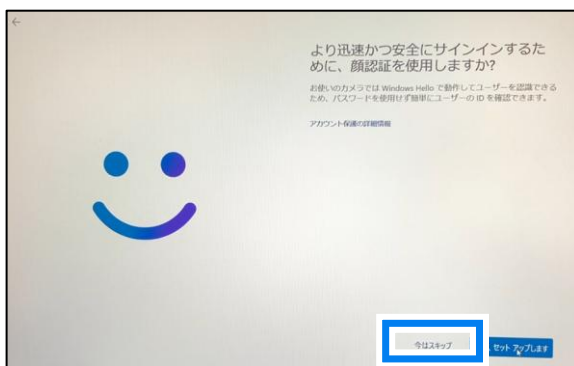 より迅速かつ安全にサインインするた
めに、顔認証を使用しますか?
お使いのカメラでは Windows Hello で動作してユーザーを認識できる
ため、パスワードを使用せず簡単にユーザーの ID を確認できます。
アカウント保護の詳細情報
今はスキップ
セット アップします